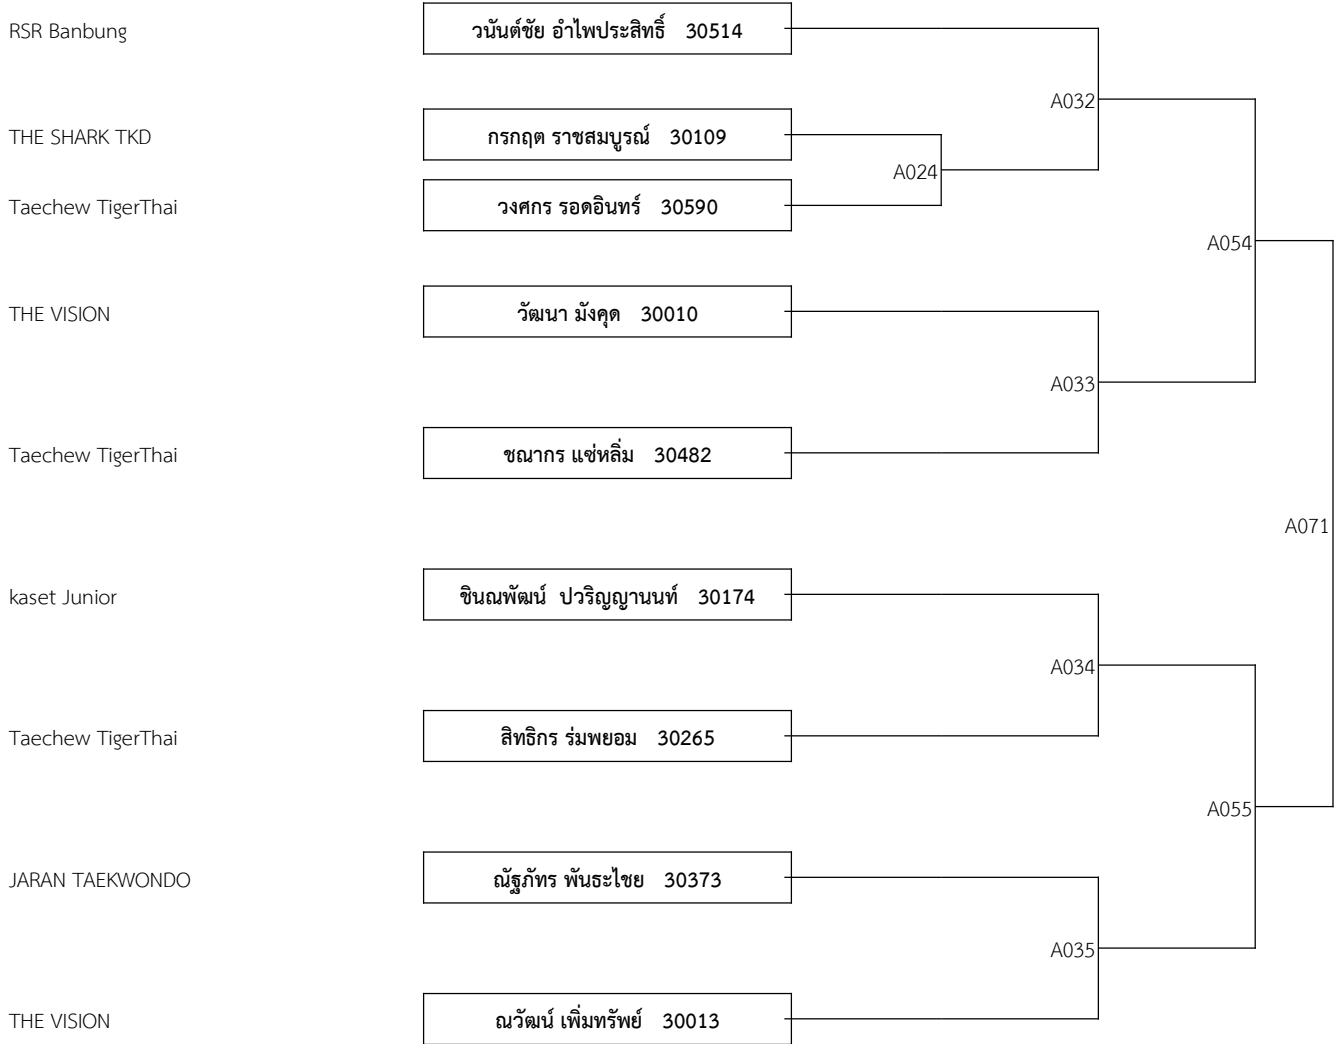 RSR Banbung วนันต์ชัย อำไพประสิทธิ์ 30514
A032
THE SHARK TKD กรกฤต ราชสมบูรณ์ 30109
A024
Taechew TigerThai วงศกร รอดอินทร์ 30590
A054
THE VISION วัฒนา มังคุด 30010
A033
Taechew TigerThai ชณากร แซ่หลิ่ม 30482
A071
kaset Junior ชินณพัฒน์ ปวริญญานนท์ 30174
A034
Taechew TigerThai สิทธิกร ร่มพยอม 30265
A055
JARAN TAEKWONDO ณัฐภัทร พันธะไชย 30373
A035
THE VISION ณวัฒน์ เพิ่มทรัพย์ 30013